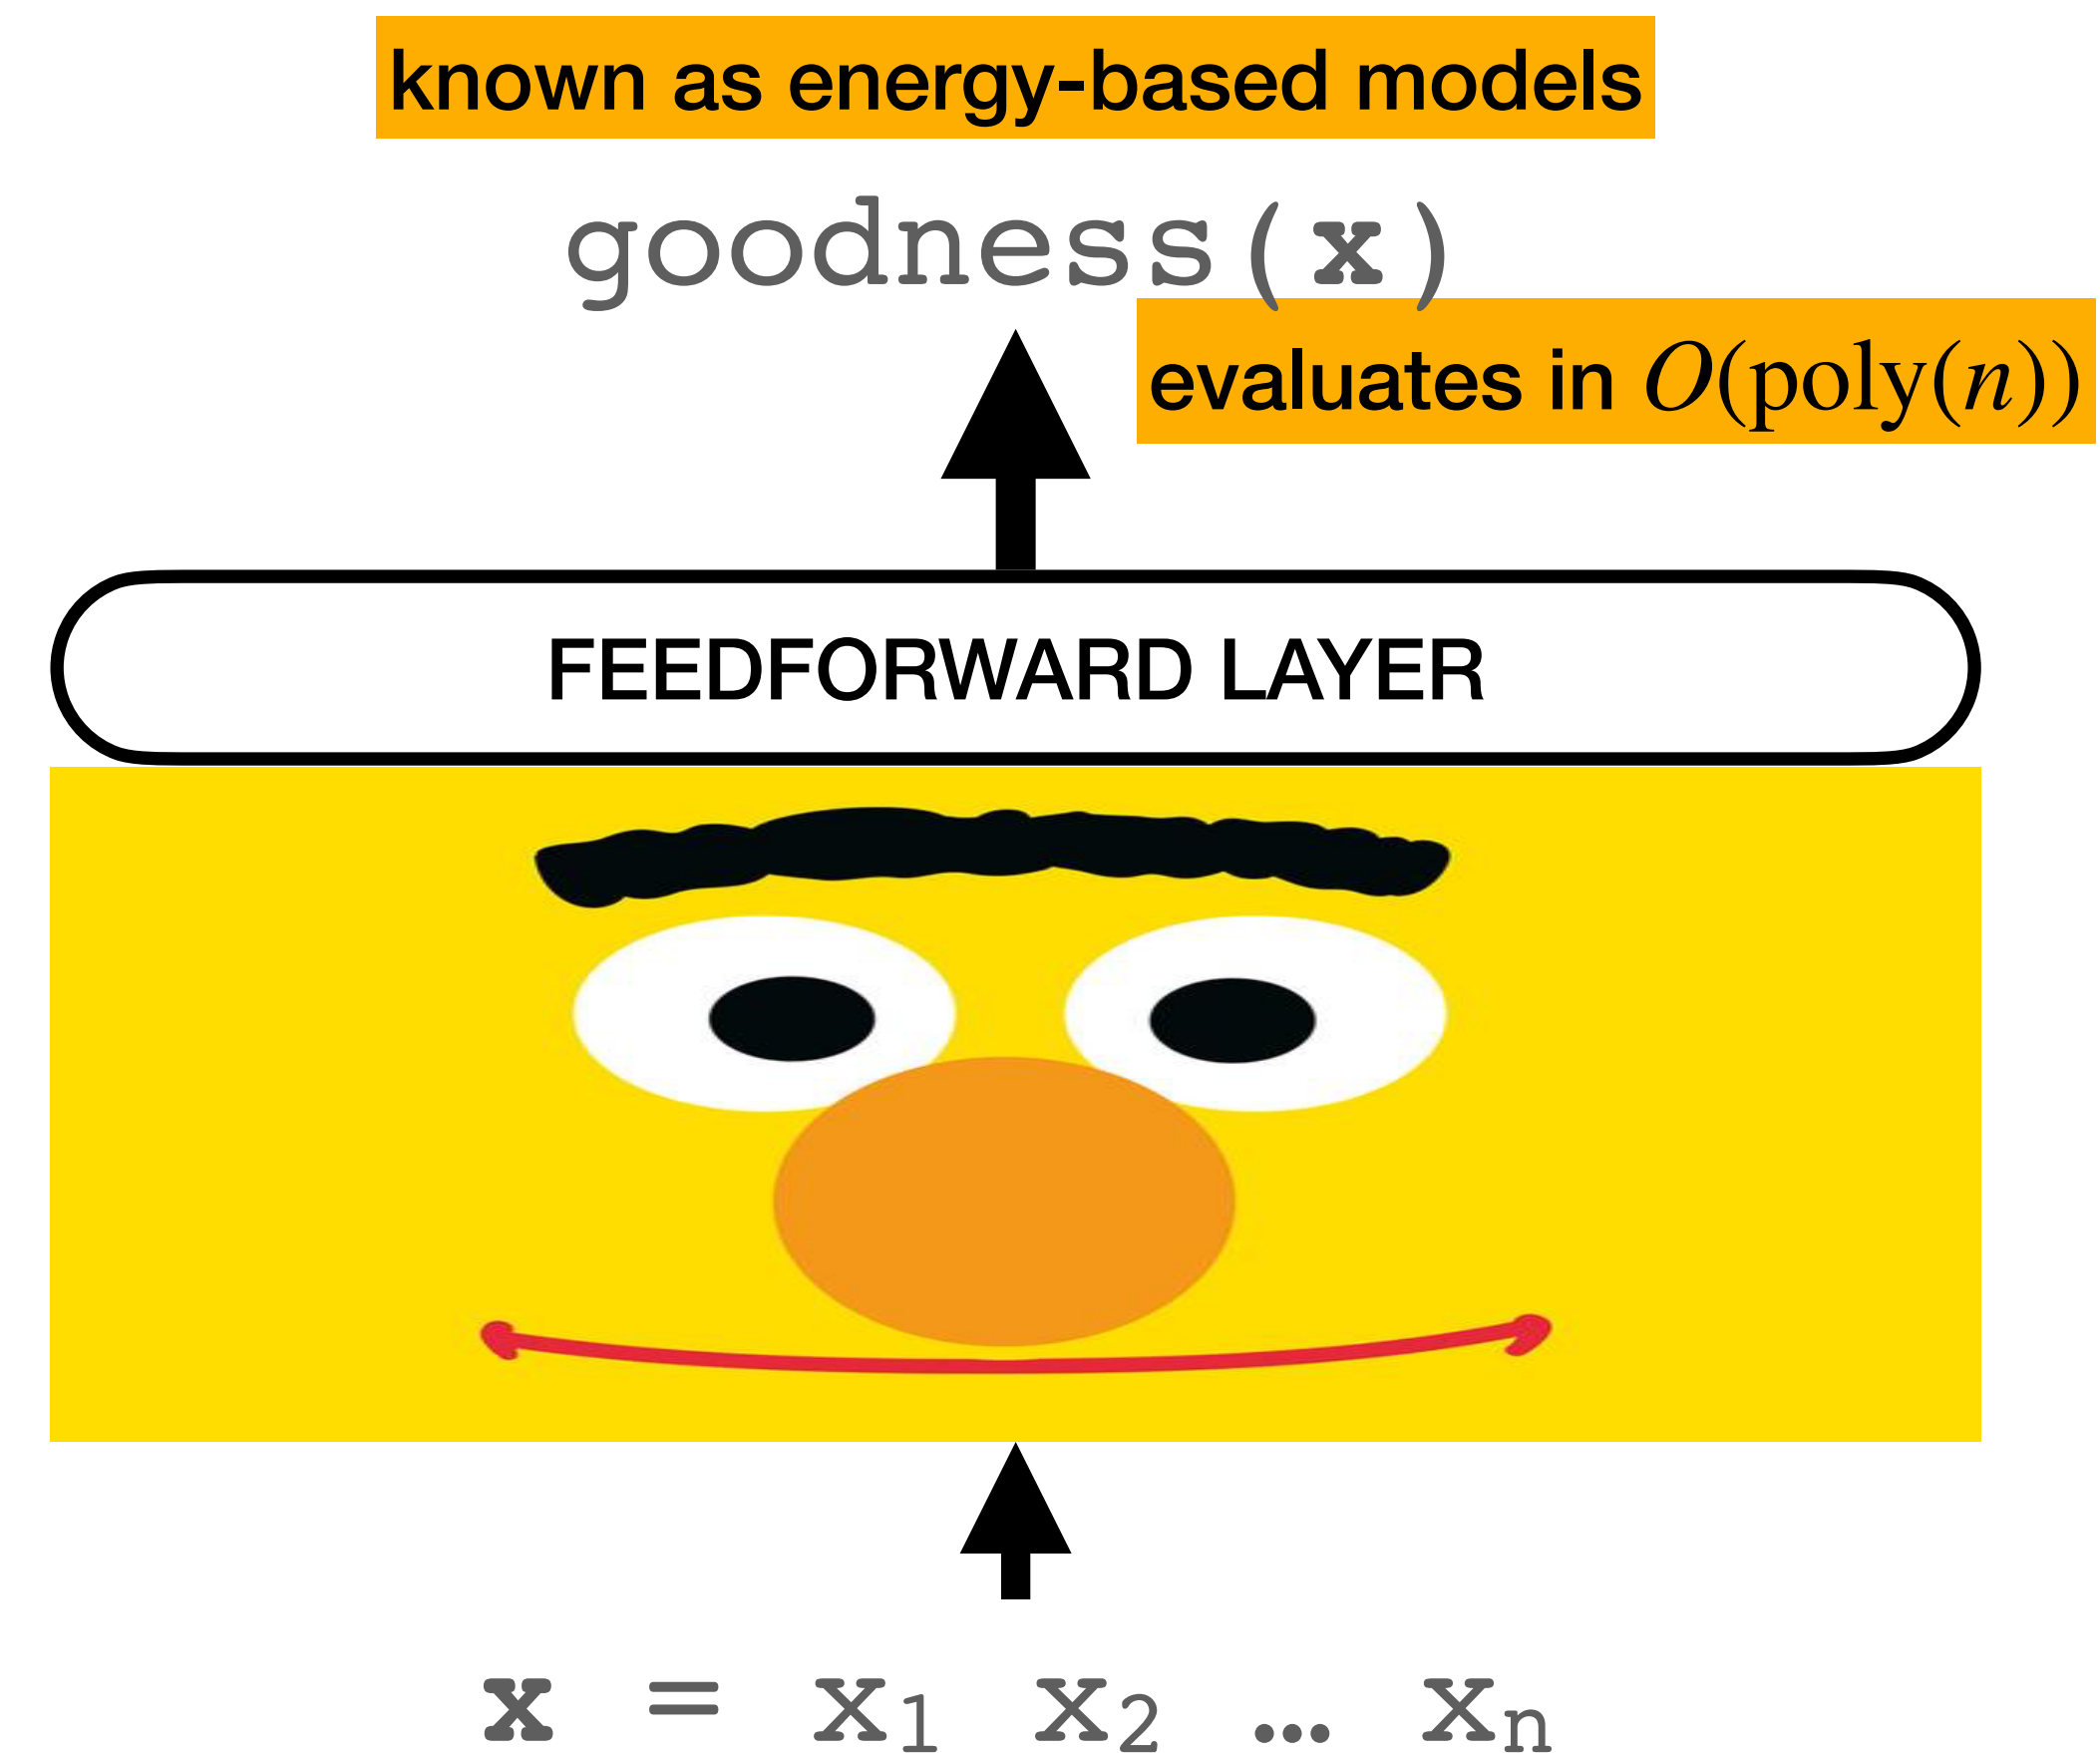 known as energy-based models
goodness(x)
evaluates in O(poly(n))
FEEDFORWARD LAYER
x = x₁ x₂ … xₙ